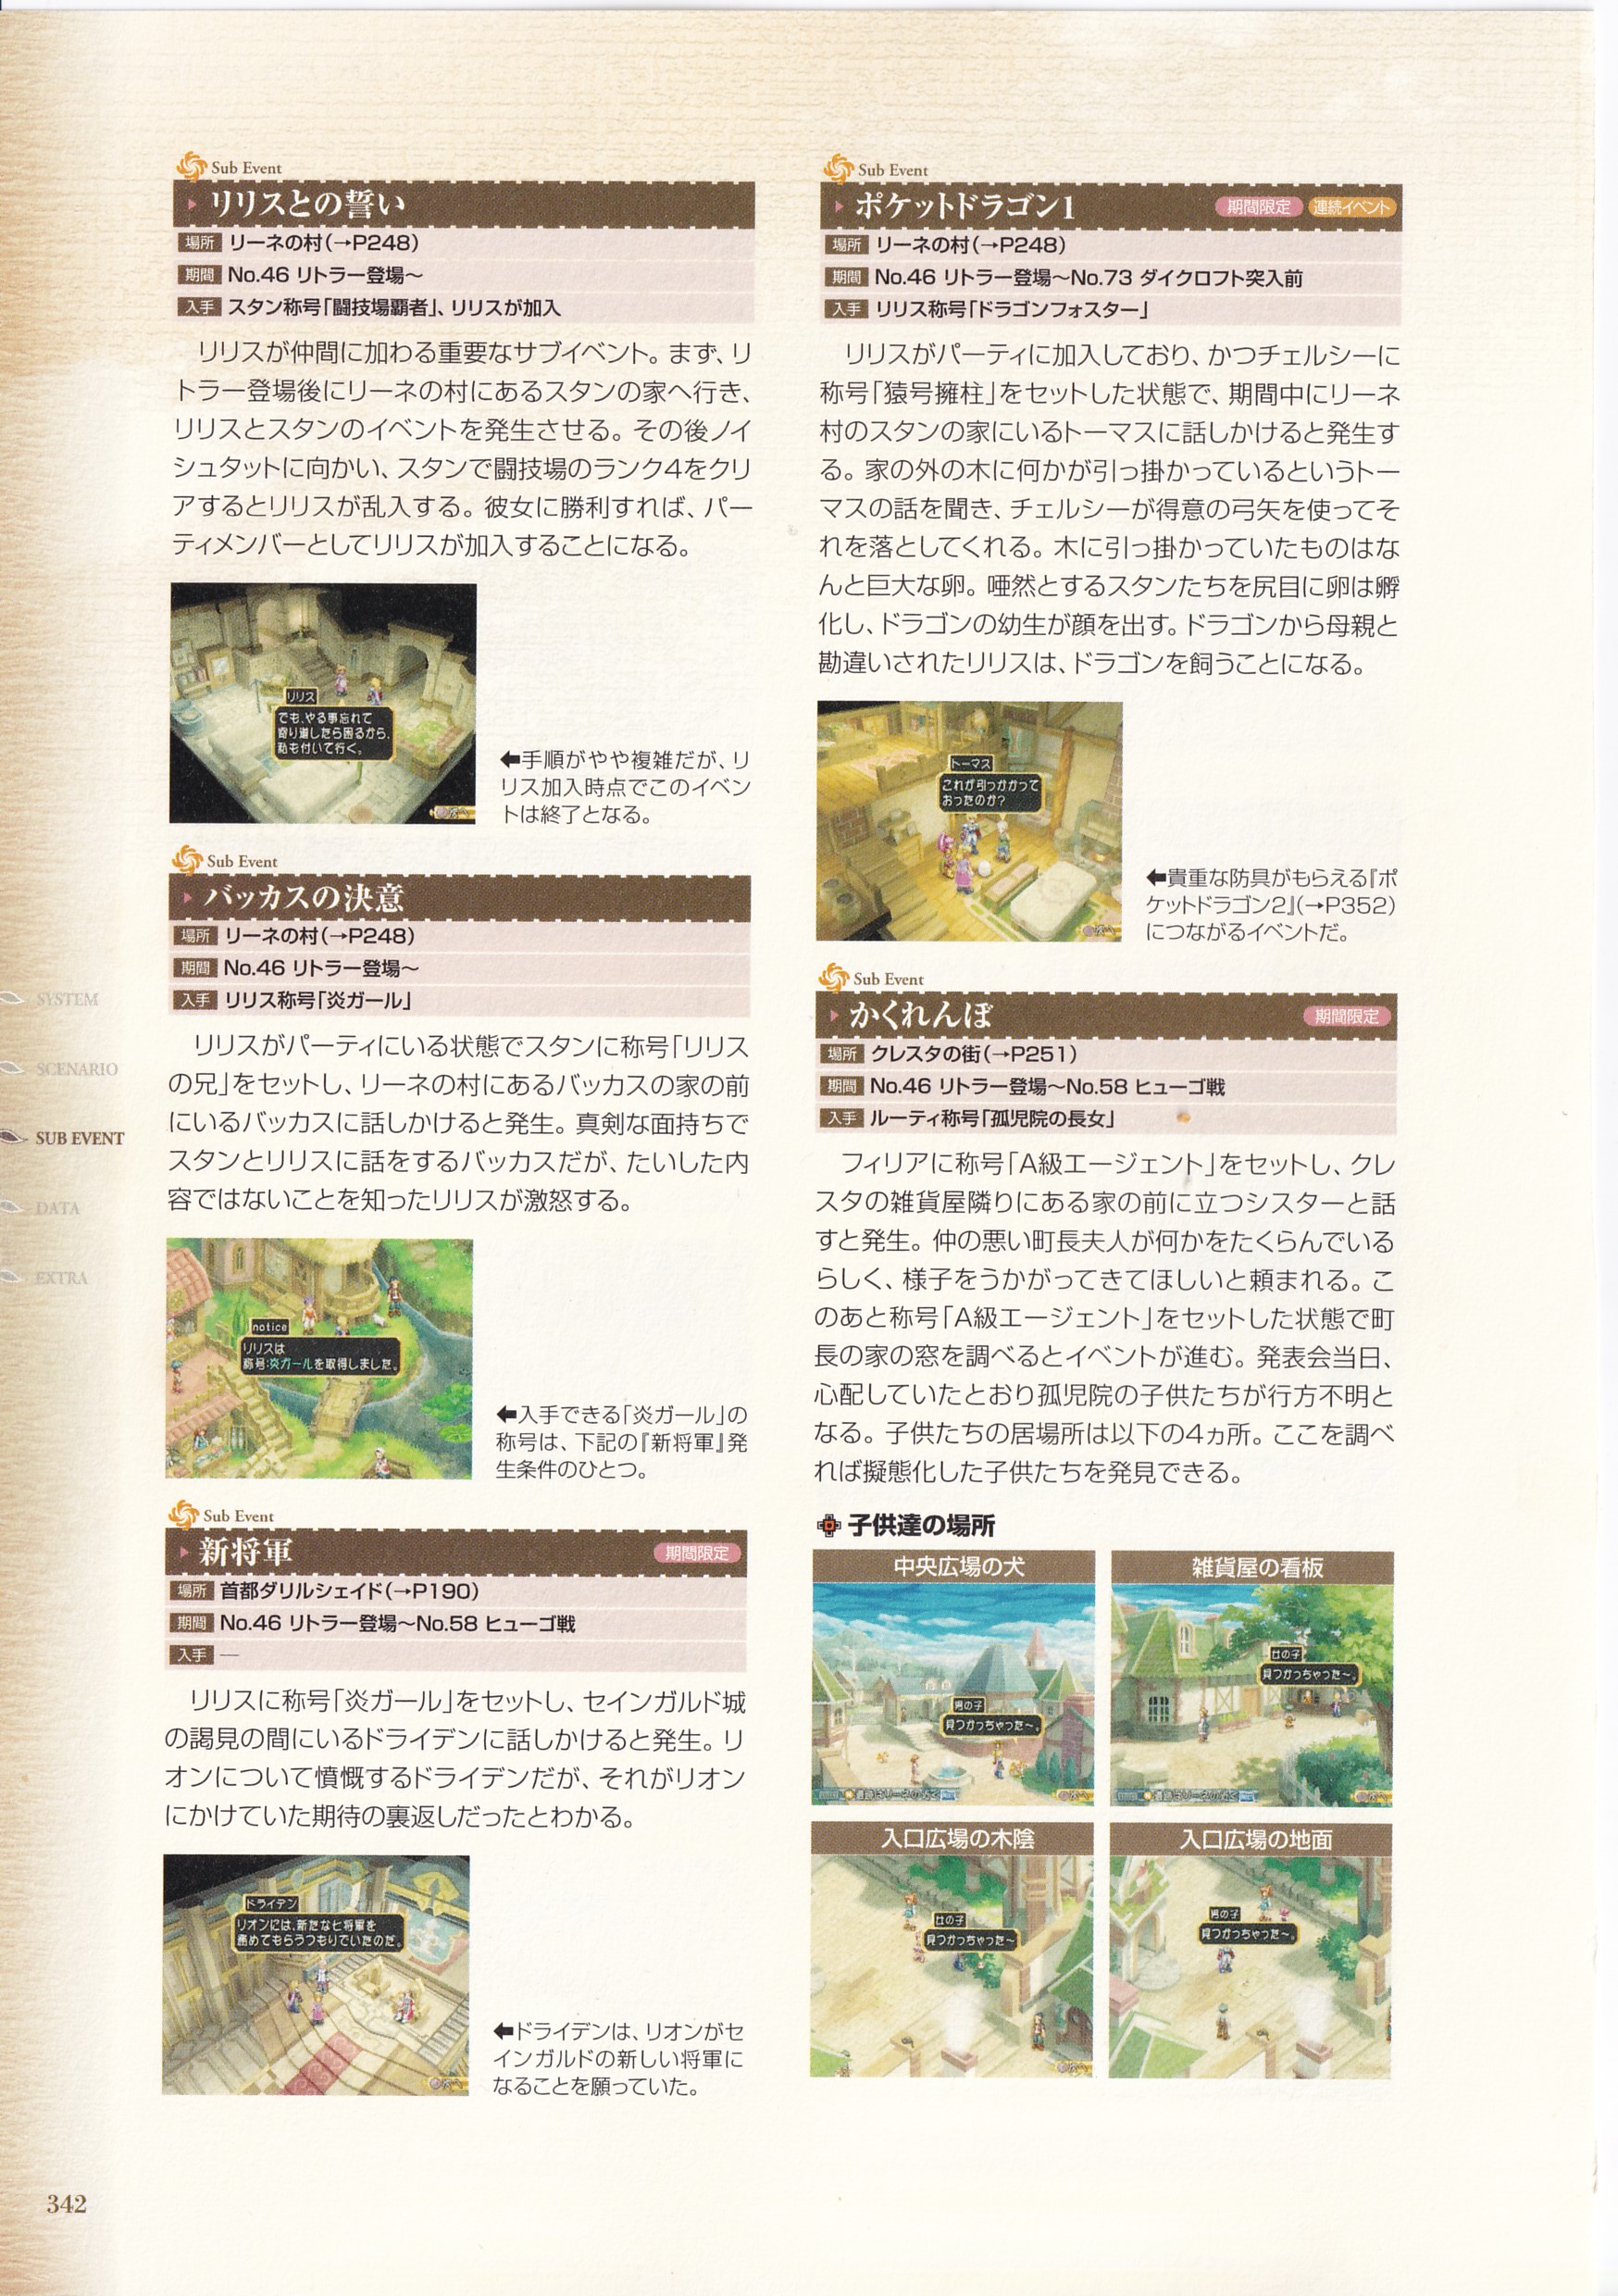 Sub Event
リリスとの誓い
場所 リーネの村(→P248)
期間 No.46 リトラー登場〜
入手 スタン称号｢闘技場覇者｣、リリスが加入
リリスが仲間に加わる重要なサブイベント。まず、リ
トラー登場後にリーネの村にあるスタンの家へ行き、
リリスとスタンのイベントを発生させる。その後ノイ
シュタットに向かい、スタンで闘技場のランク4をクリ
アするとリリスが乱入する。彼女に勝利すれば、パー
ティメンバーとしてリリスが加入することになる。
リリス
でも､やる事忘れて
寄り道したら困るから､
私も付いて行く。
←手順がやや複雑だが、リ
リス加入時点でこのイベン
トは終了となる。
Sub Event
バッカスの決意
場所 リーネの村(→P248)
期間 No.46 リトラー登場〜
入手 リリス称号｢炎ガール｣
リリスがパーティにいる状態でスタンに称号｢リリス
の兄｣をセットし、リーネの村にあるバッカスの家の前
にいるバッカスに話しかけると発生。真剣な面持ちで
スタンとリリスに話をするバッカスだが、たいした内
容ではないことを知ったリリスが激怒する。
notice
リリスは
称号:炎ガールを取得しました。
←入手できる｢炎ガール｣の
称号は、下記の『新将軍』発
生条件のひとつ。
Sub Event
新将軍 期間限定
場所 首都ダリルシェイド(→P190)
期間 No.46 リトラー登場〜No.58 ヒューゴ戦
入手 —
リリスに称号｢炎ガール｣をセットし、セインガルド城
の謁見の間にいるドライデンに話しかけると発生。リ
オンについて憤慨するドライデンだが、それがリオン
にかけていた期待の裏返しだったとわかる。
ドライデン
リオンには､新たな七将軍を
務めてもらうつもりでいたのだ。
←ドライデンは、リオンがセ
インガルドの新しい将軍に
なることを願っていた。
Sub Event
ポケットドラゴン1 期間限定 連続イベント
場所 リーネの村(→P248)
期間 No.46 リトラー登場〜No.73 ダイクロフト突入前
入手 リリス称号｢ドラゴンフォスター｣
リリスがパーティに加入しており、かつチェルシーに
称号｢猿号擁柱｣をセットした状態で、期間中にリーネ
村のスタンの家にいるトーマスに話しかけると発生す
る。家の外の木に何かが引っ掛かっているというトー
マスの話を聞き、チェルシーが得意の弓矢を使ってそ
れを落としてくれる。木に引っ掛かっていたものはな
んと巨大な卵。唖然とするスタンたちを尻目に卵は孵
化し、ドラゴンの幼生が顔を出す。ドラゴンから母親と
勘違いされたリリスは、ドラゴンを飼うことになる。
トーマス
これが引っかかって
おったのか?
←貴重な防具がもらえる『ポ
ケットドラゴン2』(→P352)
につながるイベントだ。
Sub Event
かくれんぼ 期間限定
場所 クレスタの街(→P251)
期間 No.46 リトラー登場〜No.58 ヒューゴ戦
入手 ルーティ称号｢孤児院の長女｣
フィリアに称号｢A級エージェント｣をセットし、クレ
スタの雑貨屋隣りにある家の前に立つシスターと話
すと発生。仲の悪い町長夫人が何かをたくらんでいる
らしく、様子をうかがってきてほしいと頼まれる。こ
のあと称号｢A級エージェント｣をセットした状態で町
長の家の窓を調べるとイベントが進む。発表会当日、
心配していたとおり孤児院の子供たちが行方不明と
なる。子供たちの居場所は以下の4ヵ所。ここを調べ
れば擬態化した子供たちを発見できる。
子供達の場所
中央広場の犬
男の子
見つかっちゃった〜。
雑貨屋の看板
女の子
見つかっちゃった〜。
入口広場の木陰
女の子
見つかっちゃった〜
入口広場の地面
男の子
見つかっちゃった〜。
SYSTEM
SCENARIO
SUB EVENT
DATA
EXTRA
342